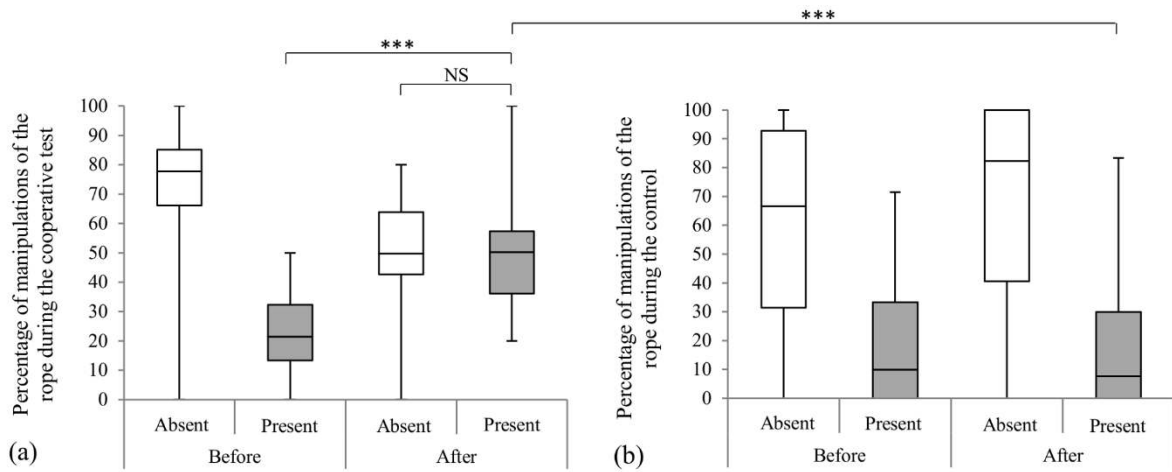 ***
***
NS
Percentage of manipulations of the
rope during the cooperative test
100
90
80
70
60
50
40
30
20
10
0
Absent
Present
Absent
Present
Before
After
(a)
Percentage of manipulations of the
rope during the control
100
90
80
70
60
50
40
30
20
10
0
Absent
Present
Absent
Present
Before
After
(b)